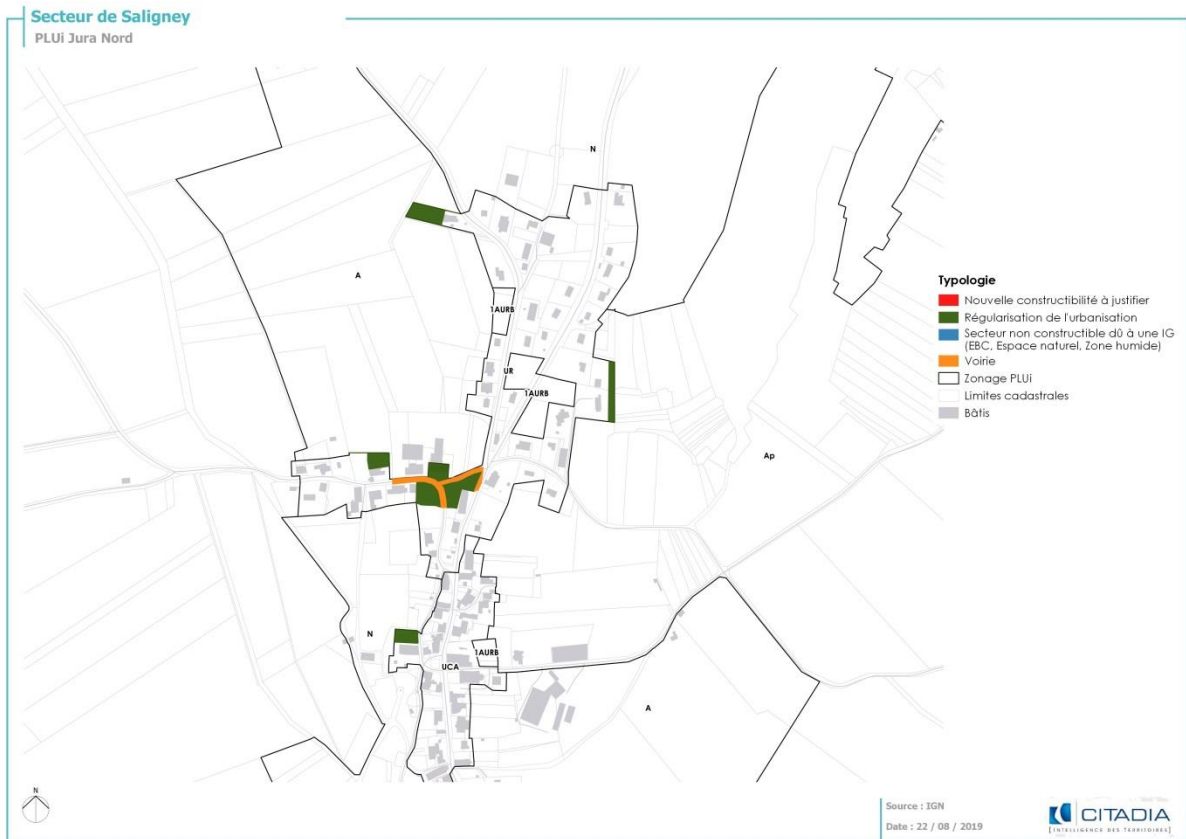 Secteur de Saligney
PLUi Jura Nord
N
A
1AURB
UR
1AURB
Ap
N
1AURB
UCA
A
Typologie
Nouvelle constructibilité à justifier
Régularisation de l'urbanisation
Secteur non constructible dû à une IG
(EBC, Espace naturel, Zone humide)
Voirie
Zonage PLUi
Limites cadastrales
Bâtis
N
Source : IGN
Date : 22 / 08 / 2019
CITADIA
[INTELLIGENCE DES TERRITOIRES]